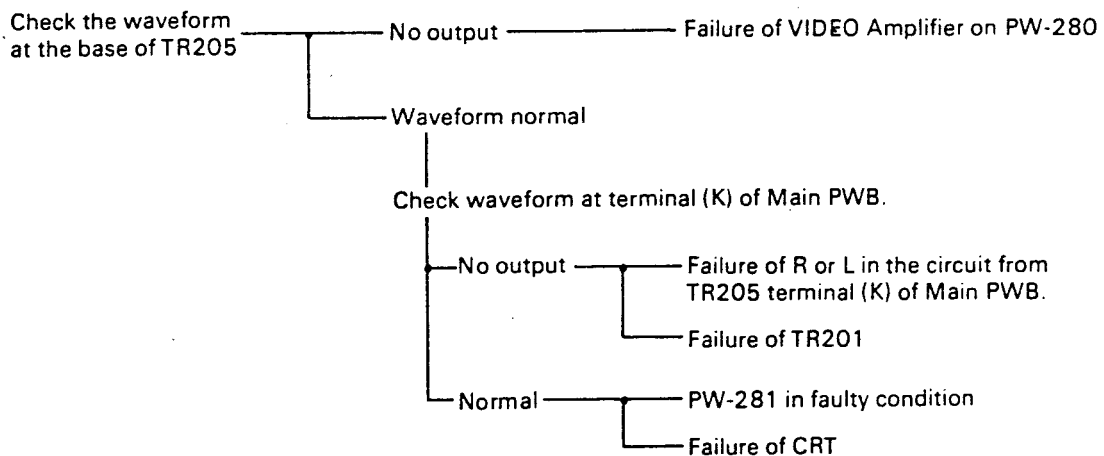 Check the waveform
at the base of TR205
No output
Failure of VIDEO Amplifier on PW-280
Waveform normal
Check waveform at terminal (K) of Main PWB.
No output
Failure of R or L in the circuit from
TR205 terminal (K) of Main PWB.
Failure of TR201
Normal
PW-281 in faulty condition
Failure of CRT